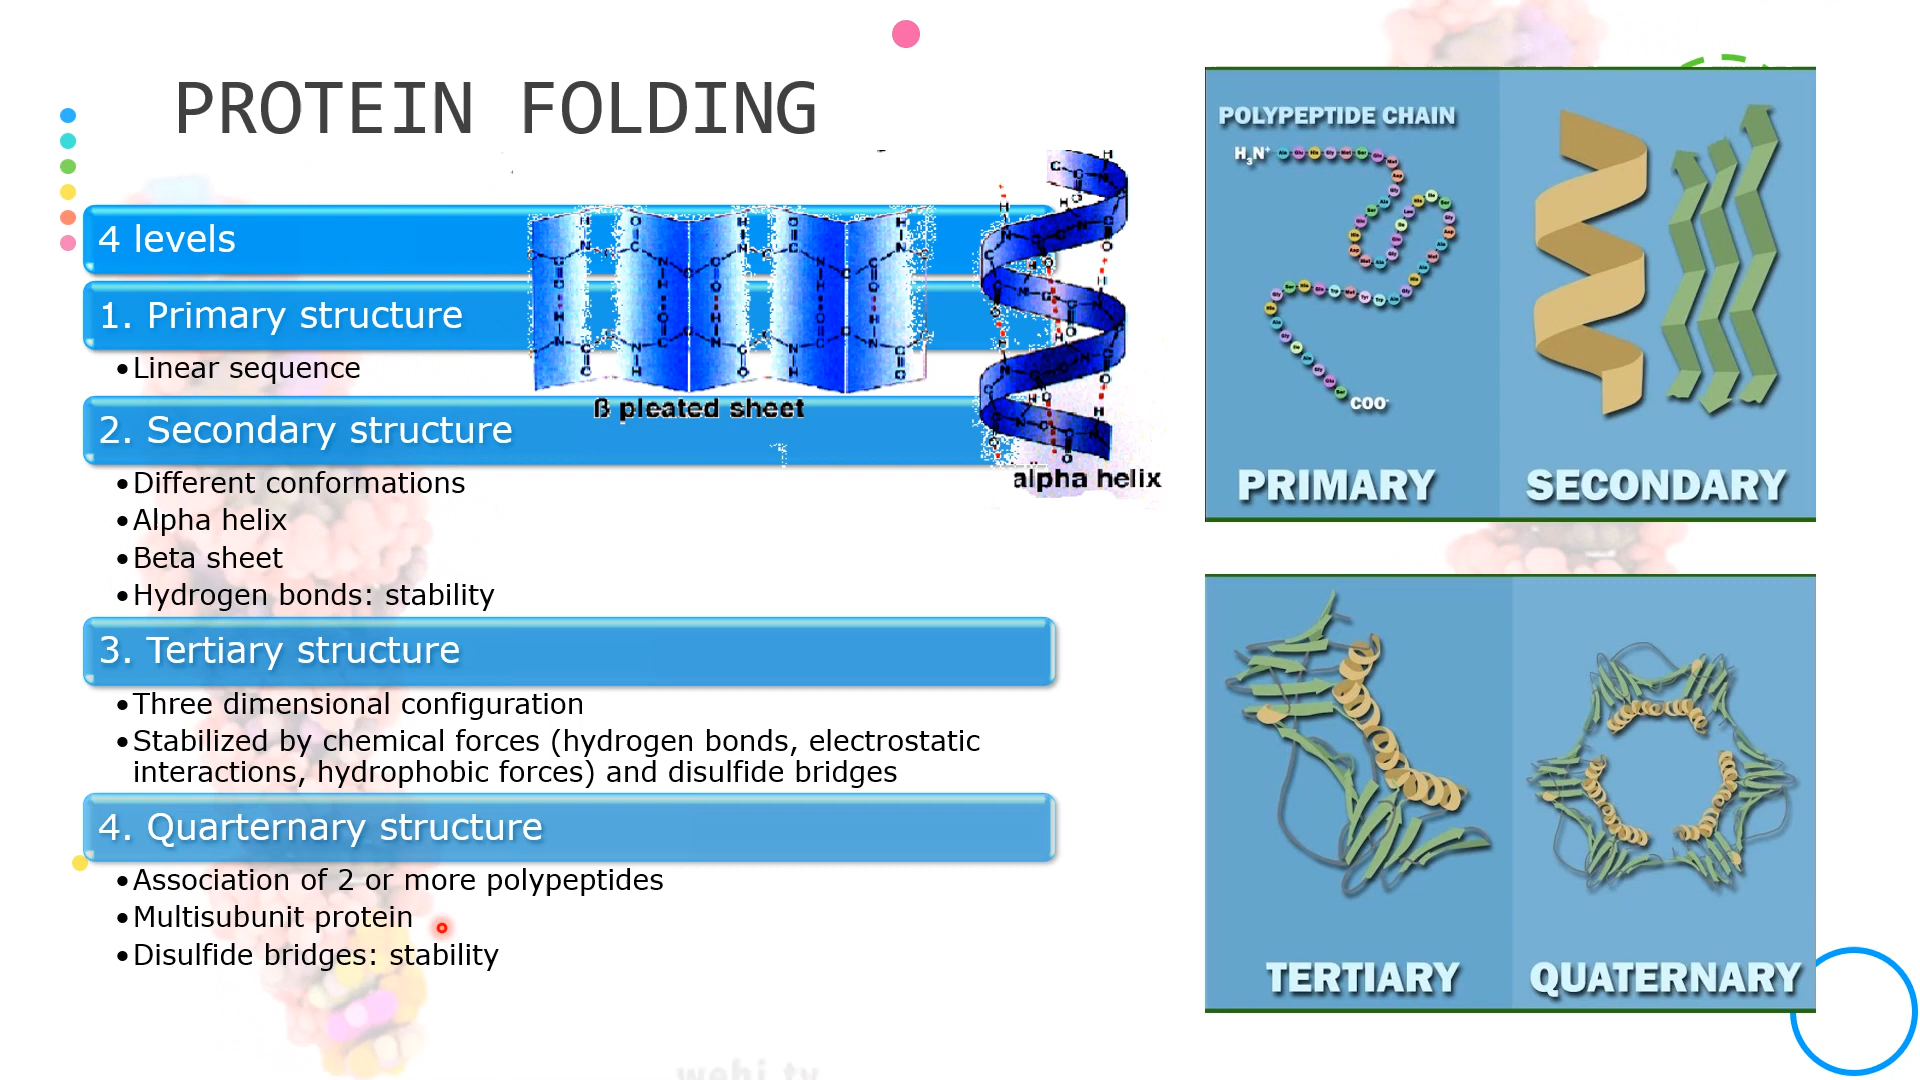 PROTEIN FOLDING
4 levels
1. Primary structure
•Linear sequence
2. Secondary structure
•Different conformations
•Alpha helix
•Beta sheet
•Hydrogen bonds: stability
3. Tertiary structure
•Three dimensional configuration
•Stabilized by chemical forces (hydrogen bonds, electrostatic
interactions, hydrophobic forces) and disulfide bridges
4. Quarternary structure
•Association of 2 or more polypeptides
•Multisubunit protein
•Disulfide bridges: stability
ß pleated sheet
alpha helix
POLYPEPTIDE CHAIN
H₃N⁺
COO⁻
PRIMARY
SECONDARY
TERTIARY
QUATERNARY
wehi.tv